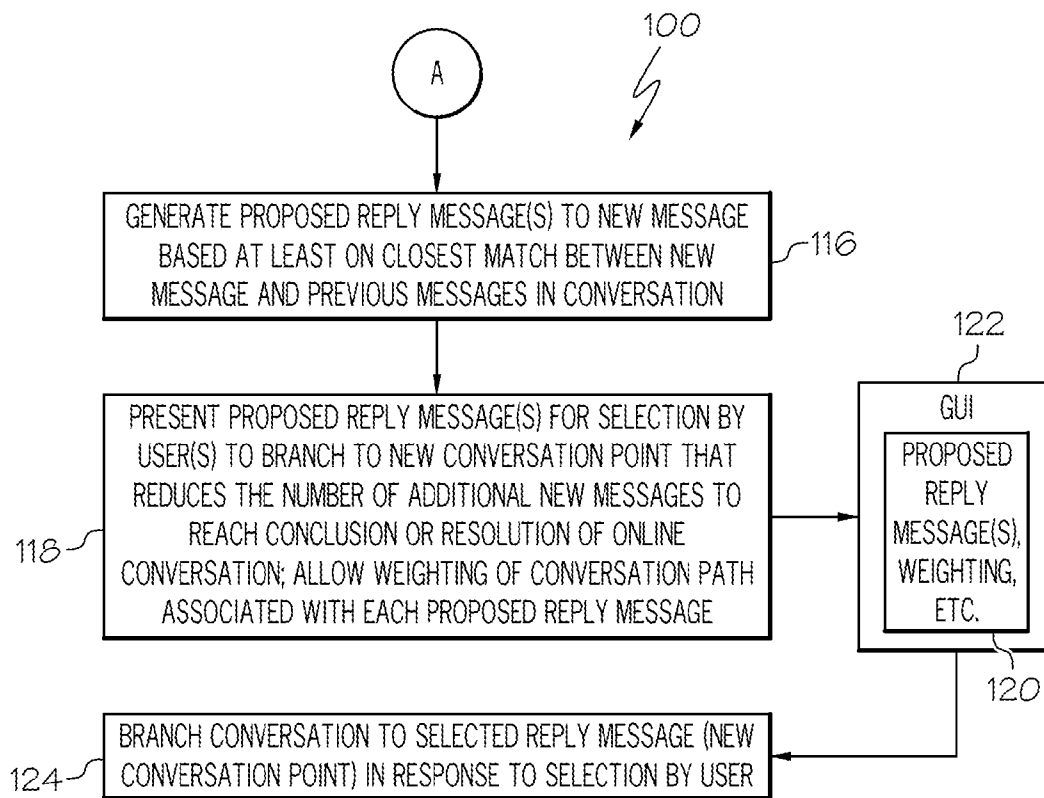 100
A
GENERATE PROPOSED REPLY MESSAGE(S) TO NEW MESSAGE
BASED AT LEAST ON CLOSEST MATCH BETWEEN NEW
MESSAGE AND PREVIOUS MESSAGES IN CONVERSATION
116
PRESENT PROPOSED REPLY MESSAGE(S) FOR SELECTION BY
USER(S) TO BRANCH TO NEW CONVERSATION POINT THAT
REDUCES THE NUMBER OF ADDITIONAL NEW MESSAGES TO
REACH CONCLUSION OR RESOLUTION OF ONLINE
CONVERSATION; ALLOW WEIGHTING OF CONVERSATION PATH
ASSOCIATED WITH EACH PROPOSED REPLY MESSAGE
118
122
GUI
PROPOSED
REPLY
MESSAGE(S),
WEIGHTING,
ETC.
120
BRANCH CONVERSATION TO SELECTED REPLY MESSAGE (NEW
CONVERSATION POINT) IN RESPONSE TO SELECTION BY USER
124